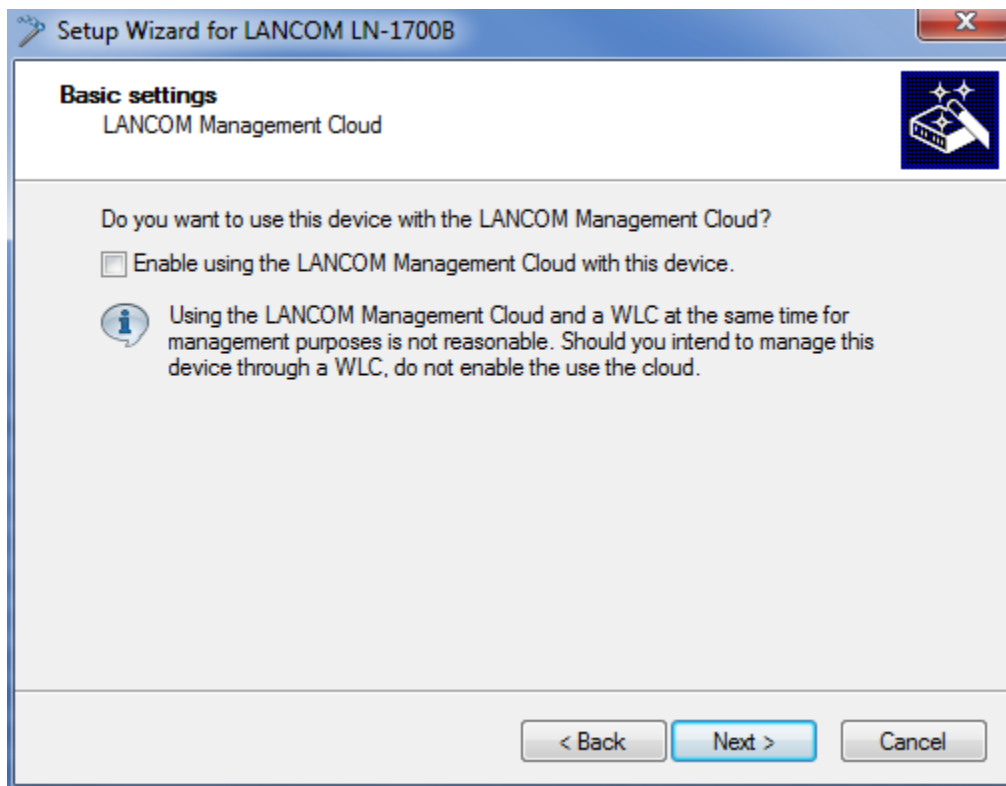 Setup Wizard for LANCOM LN-1700B
Basic settings
LANCOM Management Cloud
Do you want to use this device with the LANCOM Management Cloud?
Enable using the LANCOM Management Cloud with this device.
Using the LANCOM Management Cloud and a WLC at the same time for
management purposes is not reasonable. Should you intend to manage this
device through a WLC, do not enable the use the cloud.
< Back
Next >
Cancel